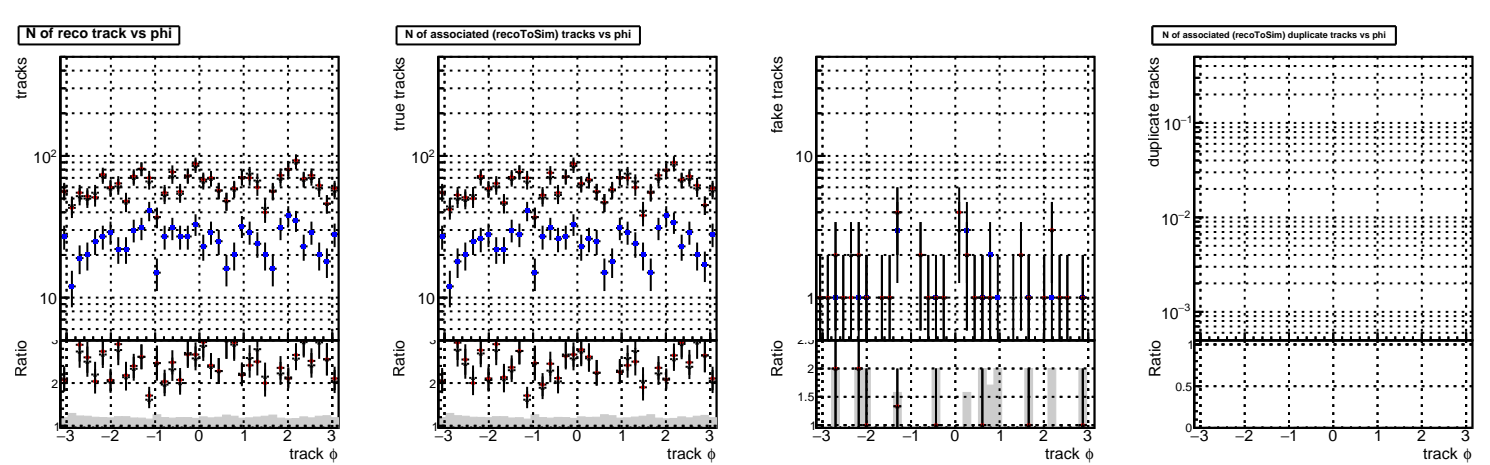 N of reco track vs phi
tracks
10²
10
Ratio
3
2
1
−3 −2 −1 0 1 2 3
track ϕ
N of associated (recoToSim) tracks vs phi
true tracks
10²
10
Ratio
3
2
1
−3 −2 −1 0 1 2 3
track ϕ
fake tracks
10
1
Ratio
2.5
2
1.5
1
−3 −2 −1 0 1 2 3
track ϕ
N of associated (recoToSim) duplicate tracks vs phi
duplicate tracks
10⁻¹
10⁻²
10⁻³
Ratio
1
0.5
0
−3 −2 −1 0 1 2 3
track ϕ